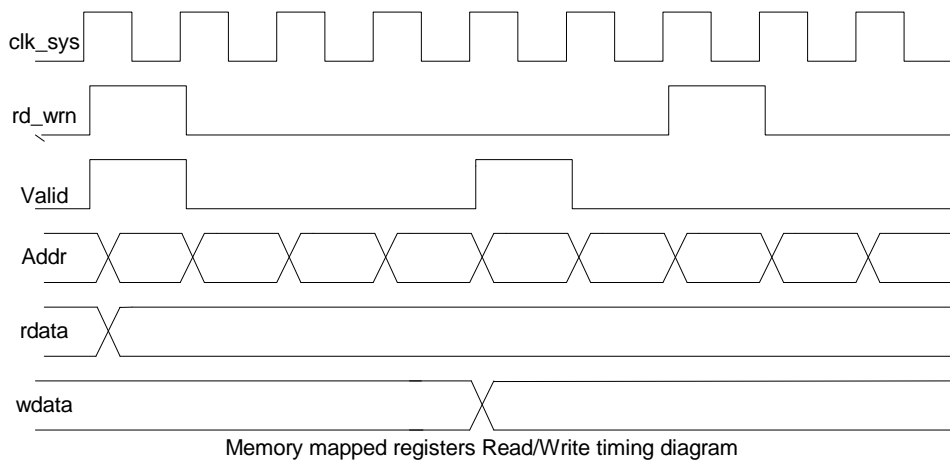 clk_sys
rd_wrn
Valid
Addr
rdata
wdata
Memory mapped registers Read/Write timing diagram